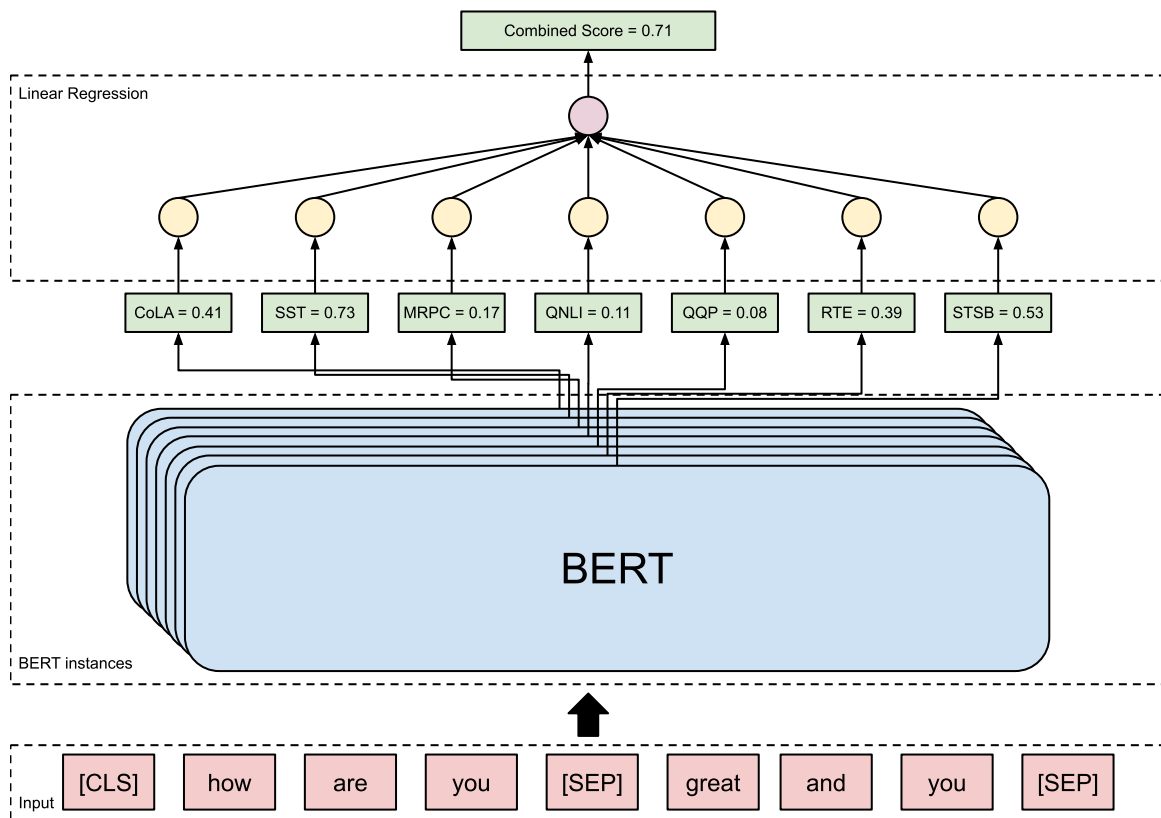 Combined Score = 0.71
Linear Regression
CoLA = 0.41
SST = 0.73
MRPC = 0.17
QNLI = 0.11
QQP = 0.08
RTE = 0.39
STSB = 0.53
BERT
BERT instances
[CLS] how are you [SEP] great and you [SEP]
Input